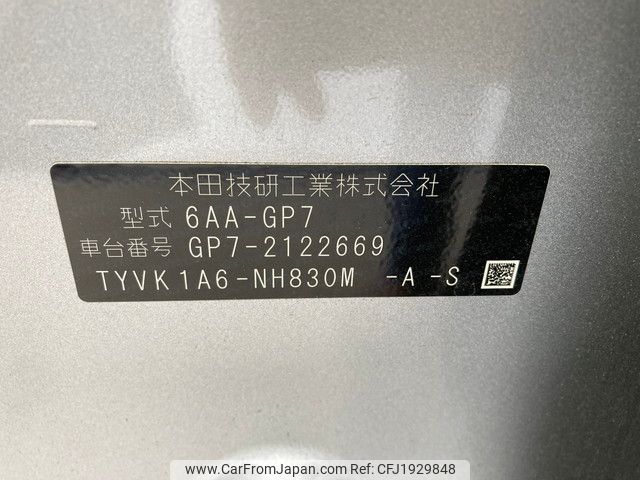 本田技研工業株式会社
型式 6AA-GP7
車台番号 GP7-2122669
TYVK1A6-NH830M -A -S
www.CarFromJapan.com - CFJ1929848